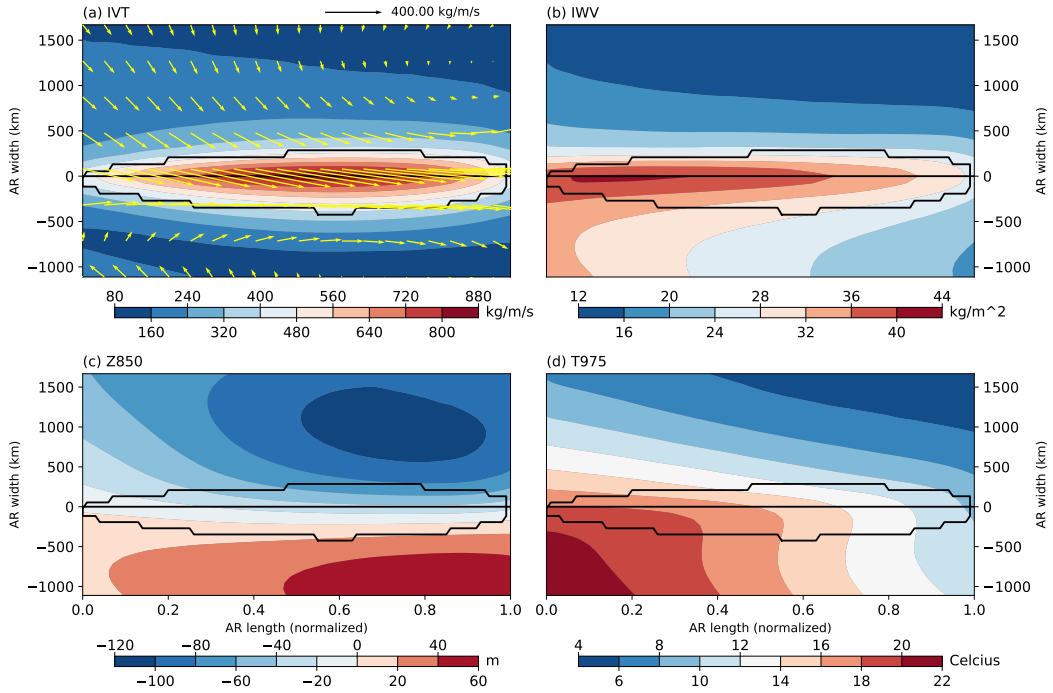 (a) IVT
400.00 kg/m/s
(b) IWV
AR width (km)
1500
1000
500
0
−500
−1000
1500
1000
500
0
−500
−1000
AR width (km)
80 240 400 560 720 880
kg/m/s
160 320 480 640 800
12 20 28 36 44
kg/m^2
16 24 32 40
(c) Z850
(d) T975
AR width (km)
1500
1000
500
0
−500
−1000
1500
1000
500
0
−500
−1000
AR width (km)
0.0 0.2 0.4 0.6 0.8 1.0
AR length (normalized)
0.0 0.2 0.4 0.6 0.8 1.0
AR length (normalized)
−120 −80 −40 0 40
m
−100 −60 −20 20 60
4 8 12 16 20
Celcius
6 10 14 18 22